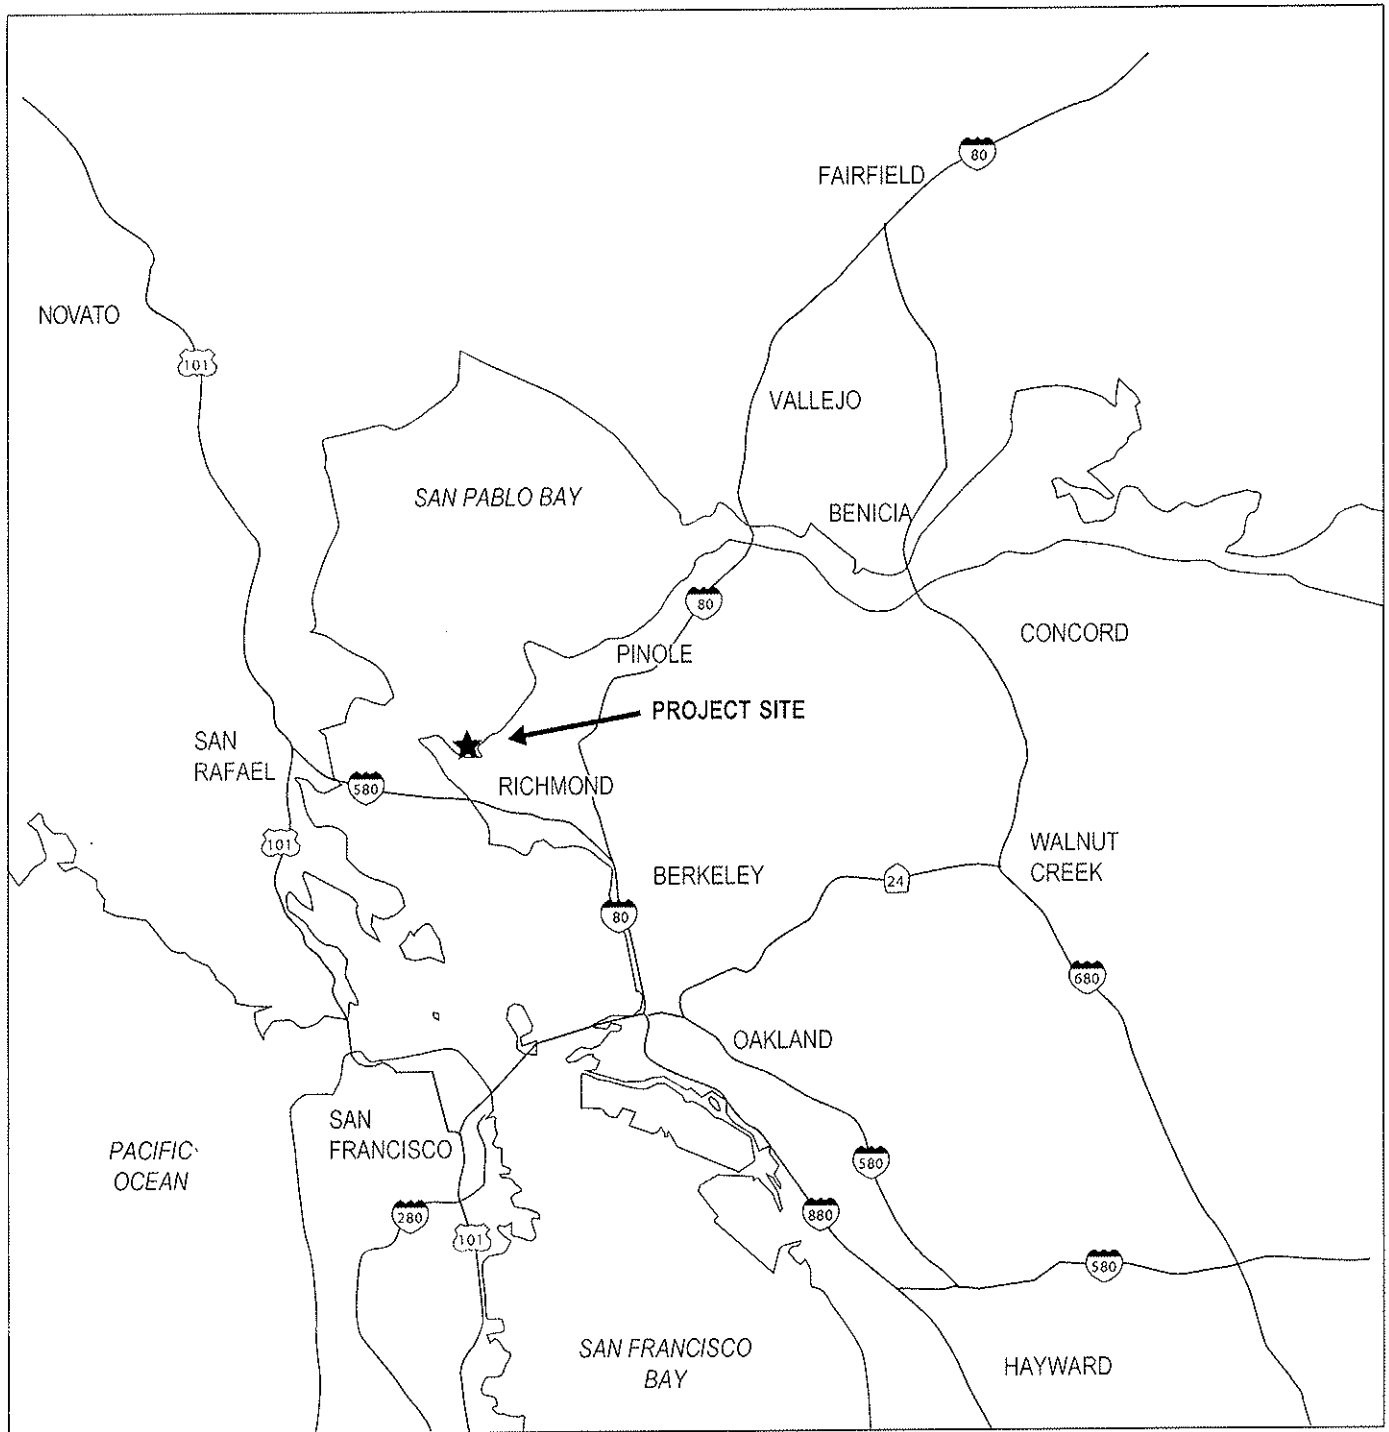 80
FAIRFIELD
NOVATO
101
VALLEJO
SAN PABLO BAY
BENICIA
80
CONCORD
PINOLE
PROJECT SITE
SAN
RAFAEL
580
RICHMOND
101
WALNUT
CREEK
BERKELEY
24
80
680
OAKLAND
SAN
FRANCISCO
PACIFIC
OCEAN
580
280
880
101
580
SAN FRANCISCO
BAY
HAYWARD